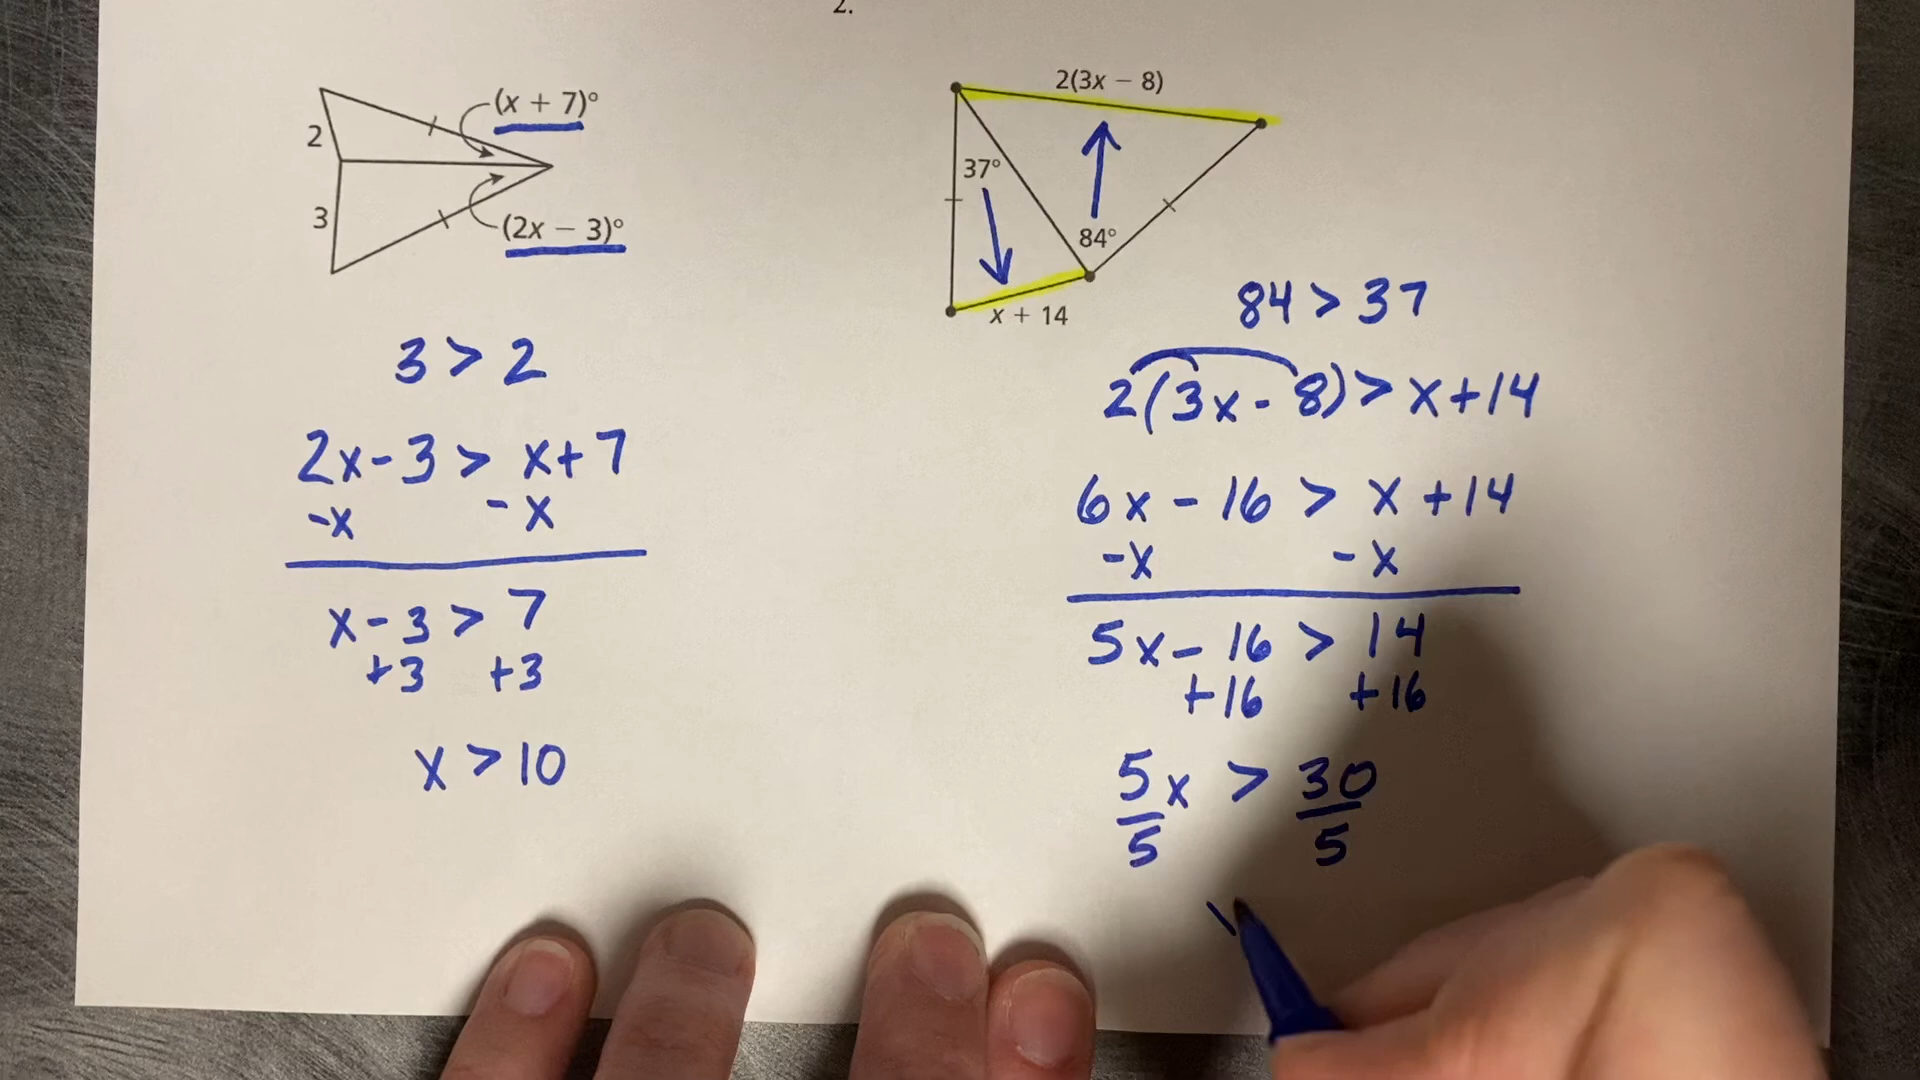 2.
(x + 7)°
2
3
(2x − 3)°
3 > 2
2x - 3 > x + 7
-x - x
x - 3 > 7
+3 +3
x > 10
2(3x − 8)
37°
84°
x + 14
84 > 37
2(3x - 8) > x + 14
6x - 16 > x + 14
-x - x
5x - 16 > 14
+16 +16
5x > 30
5 5